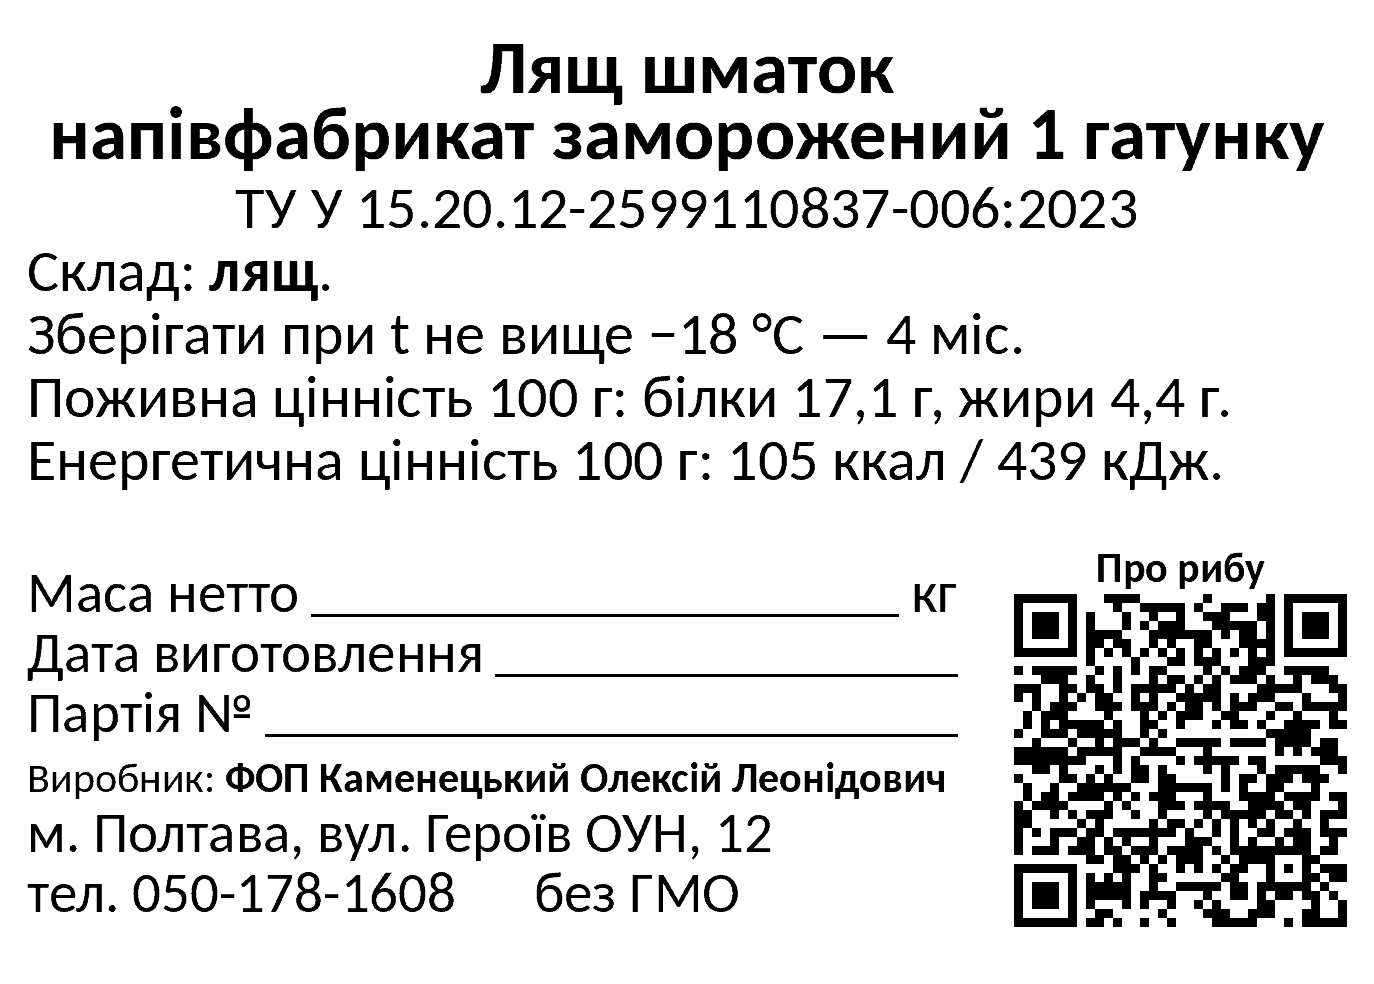 Лящ шматок
напівфабрикат заморожений 1 гатунку
ТУ У 15.20.12-2599110837-006:2023
Склад: лящ.
Зберігати при t не вище −18 °C — 4 міс.
Поживна цінність 100 г: білки 17,1 г, жири 4,4 г.
Енергетична цінність 100 г: 105 ккал / 439 кДж.
Маса нетто ____________________ кг
Дата виготовлення ____________________
Партія № ____________________
Виробник: ФОП Каменецький Олексій Леонідович
м. Полтава, вул. Героїв ОУН, 12
тел. 050-178-1608 без ГМО
Про рибу